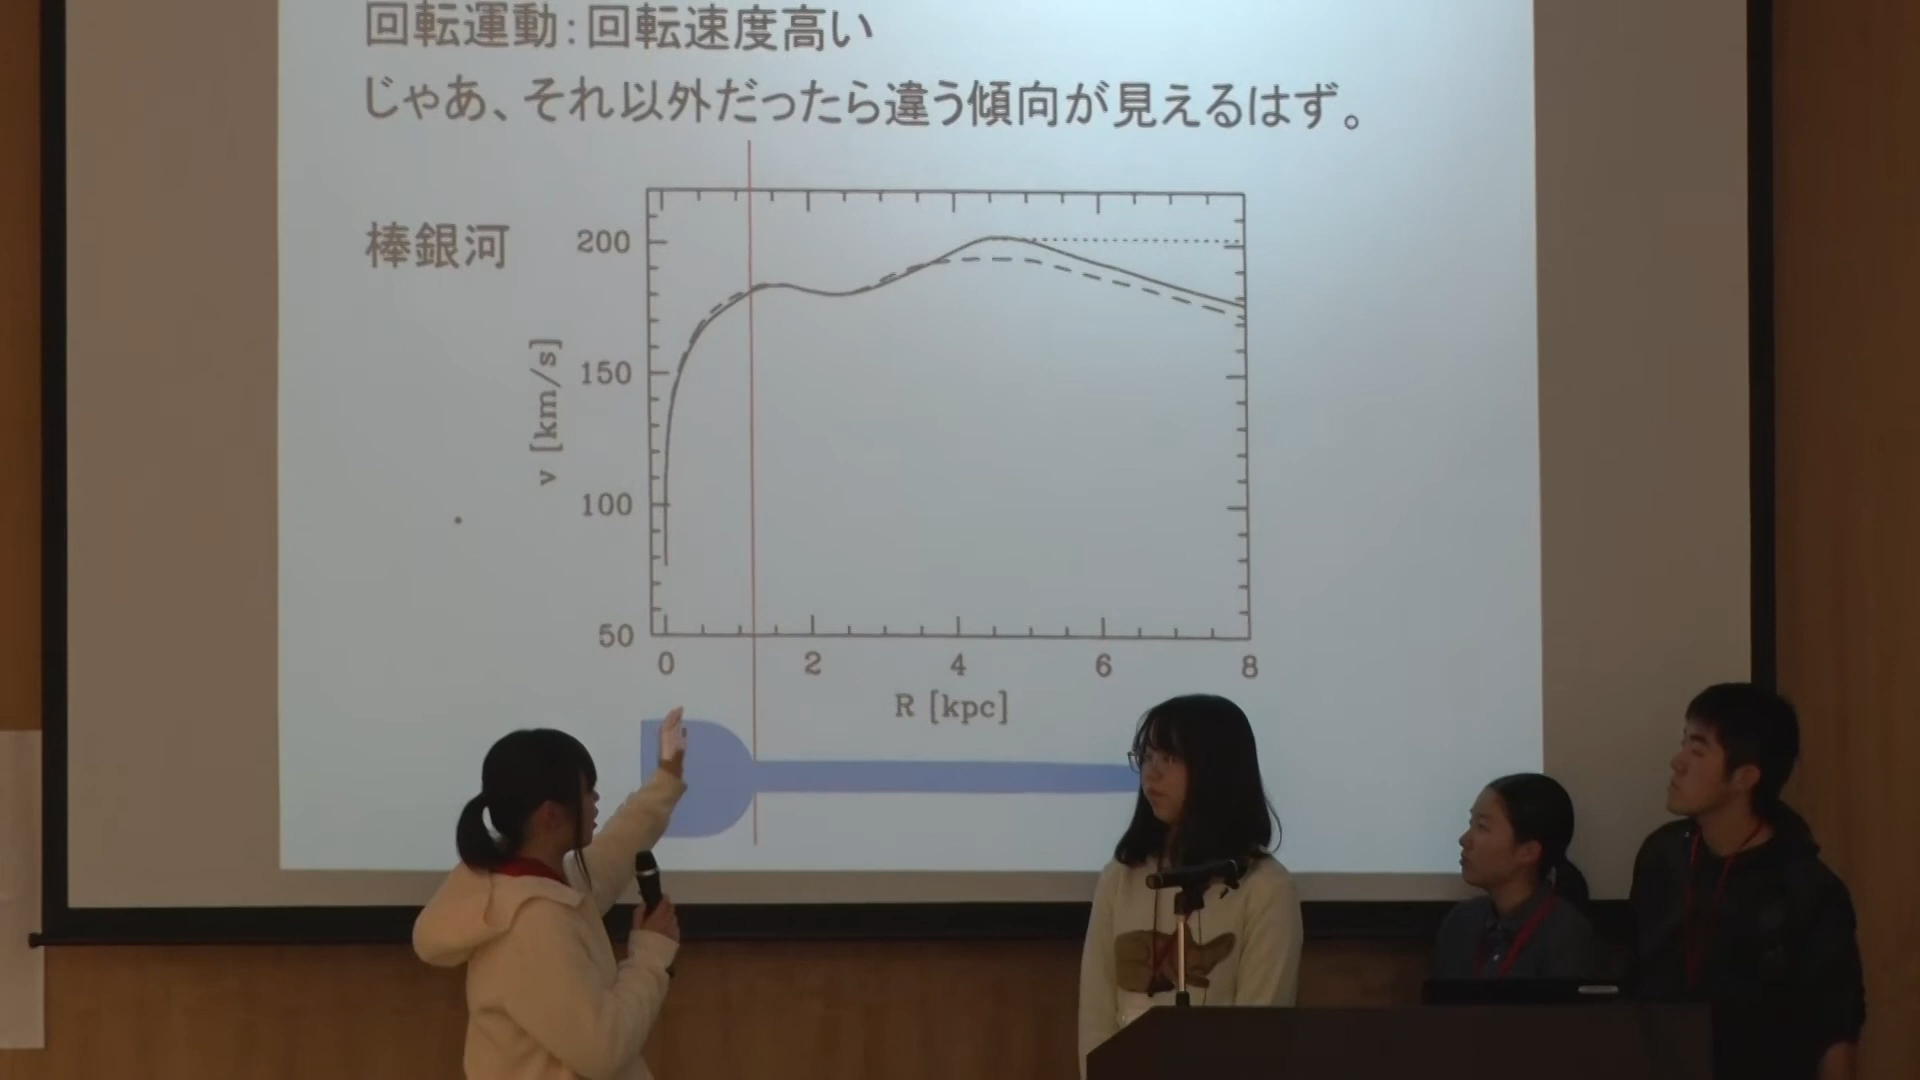 回転運動:回転速度高い
じゃあ、それ以外だったら違う傾向が見えるはず。
棒銀河
200
150
100
50
v [km/s]
0 2 4 6 8
R [kpc]